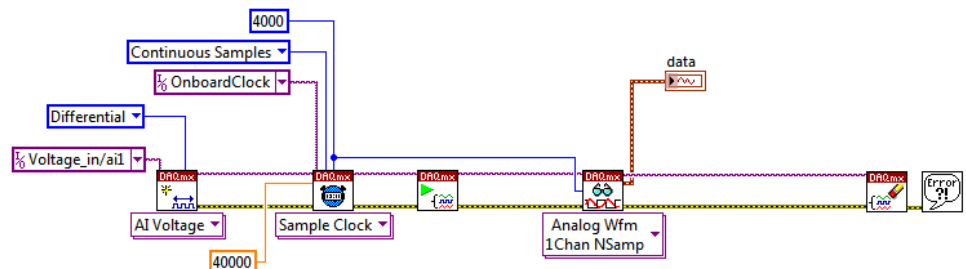 4000
Continuous Samples
I/O OnboardClock
data
Differential
I/O Voltage_in/ai1
DAQmx
DAQmx
DAQmx
DAQmx
DAQmx
Error
?!
AI Voltage
Sample Clock
Analog Wfm
1Chan NSamp
40000